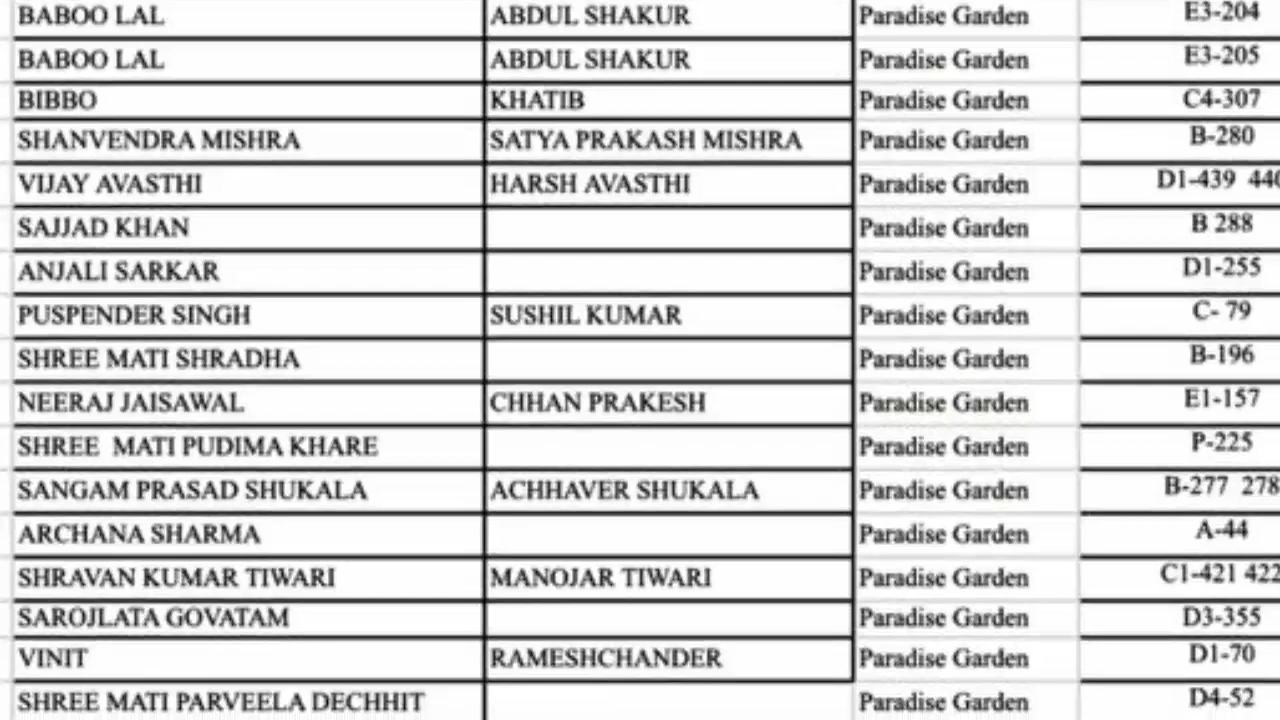 BABOO LAL ABDUL SHAKUR Paradise Garden E3-204
BABOO LAL ABDUL SHAKUR Paradise Garden E3-205
BIBBO KHATIB Paradise Garden C4-307
SHANVENDRA MISHRA SATYA PRAKASH MISHRA Paradise Garden B-280
VIJAY AVASTHI HARSH AVASTHI Paradise Garden D1-439 440
SAJJAD KHAN Paradise Garden B 288
ANJALI SARKAR Paradise Garden D1-255
PUSPENDER SINGH SUSHIL KUMAR Paradise Garden C- 79
SHREE MATI SHRADHA Paradise Garden B-196
NEERAJ JAISAWAL CHHAN PRAKESH Paradise Garden E1-157
SHREE MATI PUDIMA KHARE Paradise Garden P-225
SANGAM PRASAD SHUKALA ACHHAVER SHUKALA Paradise Garden B-277 278
ARCHANA SHARMA Paradise Garden A-44
SHRAVAN KUMAR TIWARI MANOJAR TIWARI Paradise Garden C1-421 422
SAROJLATA GOVATAM Paradise Garden D3-355
VINIT RAMESHCHANDER Paradise Garden D1-70
SHREE MATI PARVEELA DECHHIT Paradise Garden D4-52